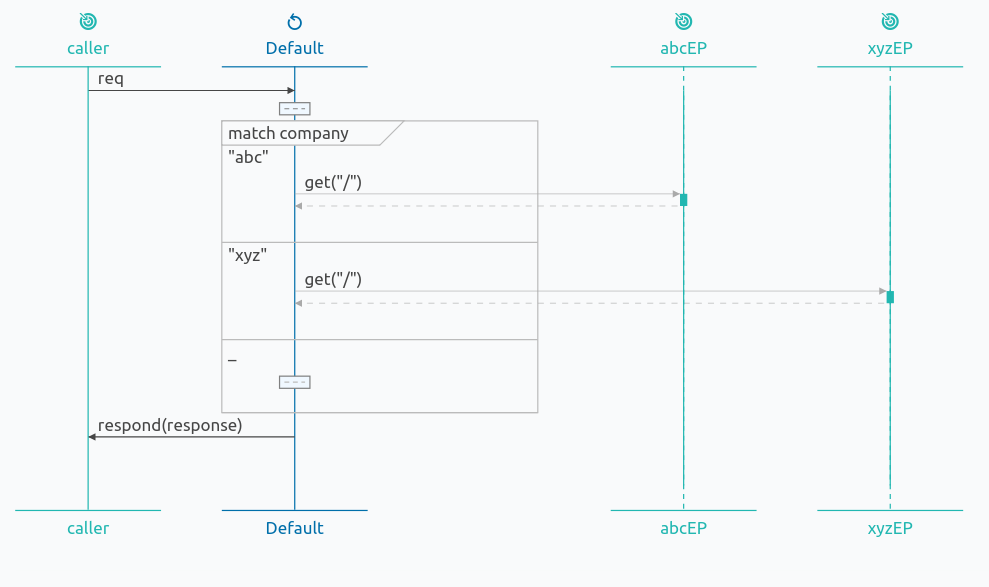 caller Default abcEP xyzEP
req
match company
"abc"
get("/")
"xyz"
get("/")
_
respond(response)
caller Default abcEP xyzEP